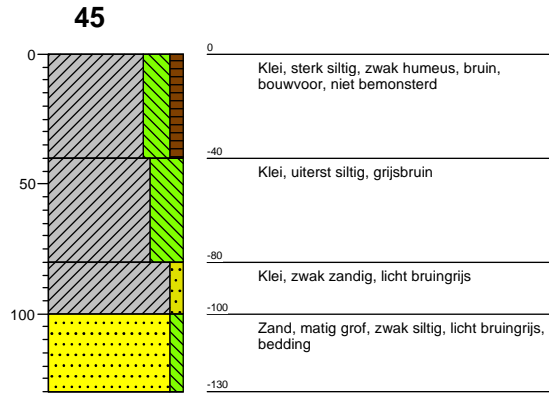 45
0
0
Klei, sterk siltig, zwak humeus, bruin,
bouwvoor, niet bemonsterd
-40
Klei, uiterst siltig, grijsbruin
50
-80
Klei, zwak zandig, licht bruingrijs
100
-100
Zand, matig grof, zwak siltig, licht bruingrijs,
bedding
-130